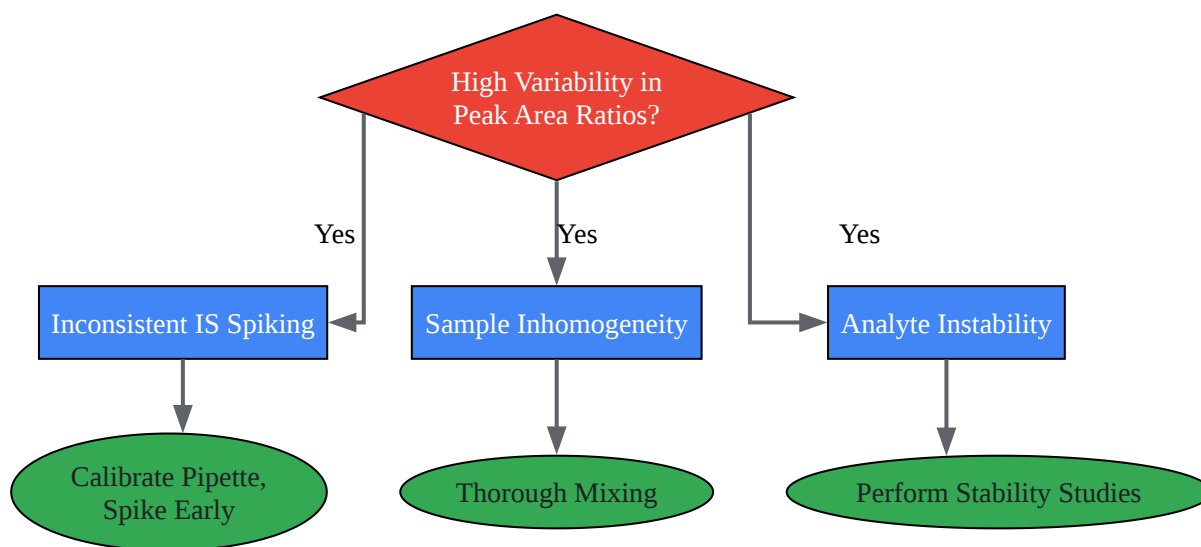 High Variability in
Peak Area Ratios?
Yes
Yes
Yes
Inconsistent IS Spiking
Sample Inhomogeneity
Analyte Instability
Calibrate Pipette,
Spike Early
Thorough Mixing
Perform Stability Studies